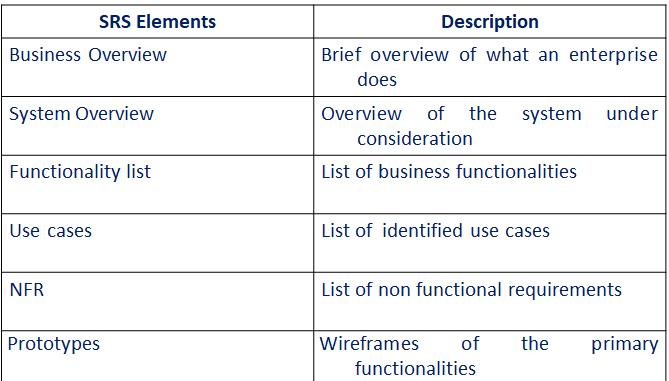 SRS Elements Description
Business Overview Brief overview of what an enterprise
does
System Overview Overview of the system under
consideration
Functionality list List of business functionalities
Use cases List of identified use cases
NFR List of non functional requirements
Prototypes Wireframes of the primary
functionalities